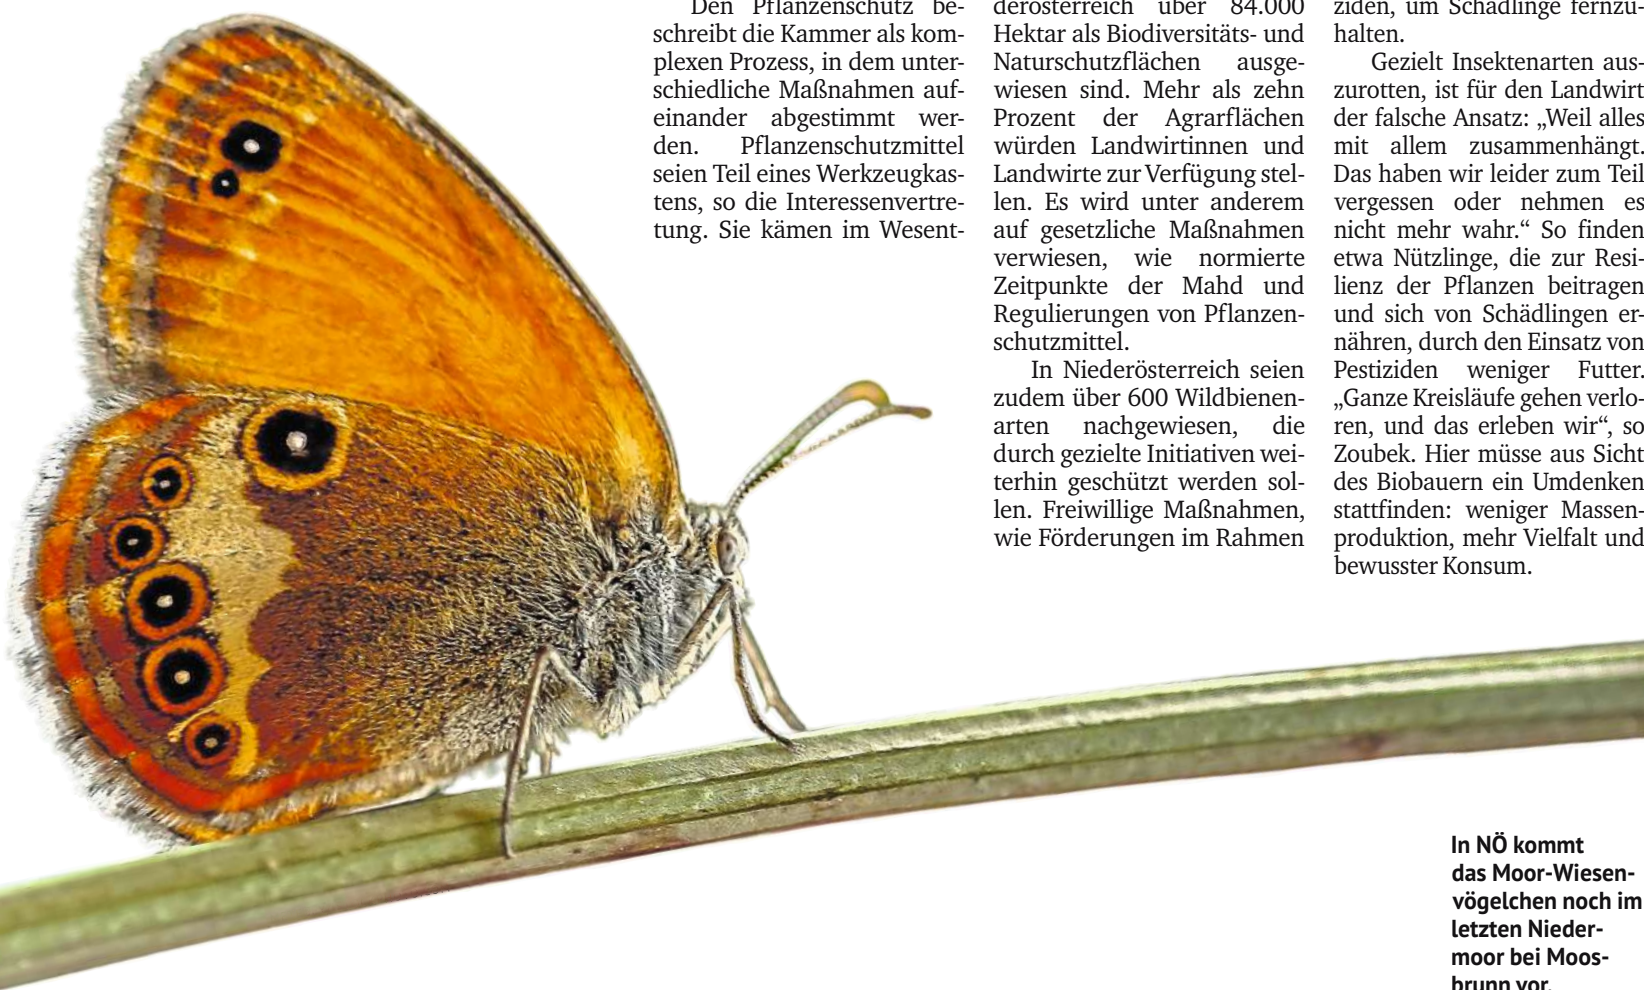 Den Pflanzenschutz be-
schreibt die Kammer als kom-
plexen Prozess, in dem unter-
schiedliche Maßnahmen auf-
einander abgestimmt wer-
den. Pflanzenschutzmittel
seien Teil eines Werkzeugkas-
tens, so die Interessenvertre-
tung. Sie kämen im Wesent-
derösterreich über 84.000
Hektar als Biodiversitäts- und
Naturschutzflächen ausge-
wiesen sind. Mehr als zehn
Prozent der Agrarflächen
würden Landwirtinnen und
Landwirte zur Verfügung stel-
len. Es wird unter anderem
auf gesetzliche Maßnahmen
verwiesen, wie normierte
Zeitpunkte der Mahd und
Regulierungen von Pflanzen-
schutzmittel.
In Niederösterreich seien
zudem über 600 Wildbienen-
arten nachgewiesen, die
durch gezielte Initiativen wei-
terhin geschützt werden sol-
len. Freiwillige Maßnahmen,
wie Förderungen im Rahmen
ziden, um Schädlinge fernzu-
halten.
Gezielt Insektenarten aus-
zurotten, ist für den Landwirt
der falsche Ansatz: „Weil alles
mit allem zusammenhängt.
Das haben wir leider zum Teil
vergessen oder nehmen es
nicht mehr wahr.“ So finden
etwa Nützlinge, die zur Resi-
lienz der Pflanzen beitragen
und sich von Schädlingen er-
nähren, durch den Einsatz von
Pestiziden weniger Futter.
„Ganze Kreisläufe gehen verlo-
ren, und das erleben wir“, so
Zoubek. Hier müsse aus Sicht
des Biobauern ein Umdenken
stattfinden: weniger Massen-
produktion, mehr Vielfalt und
bewusster Konsum.
In NÖ kommt
das Moor-Wiesen-
vögelchen noch im
letzten Nieder-
moor bei Moos-
brunn vor.